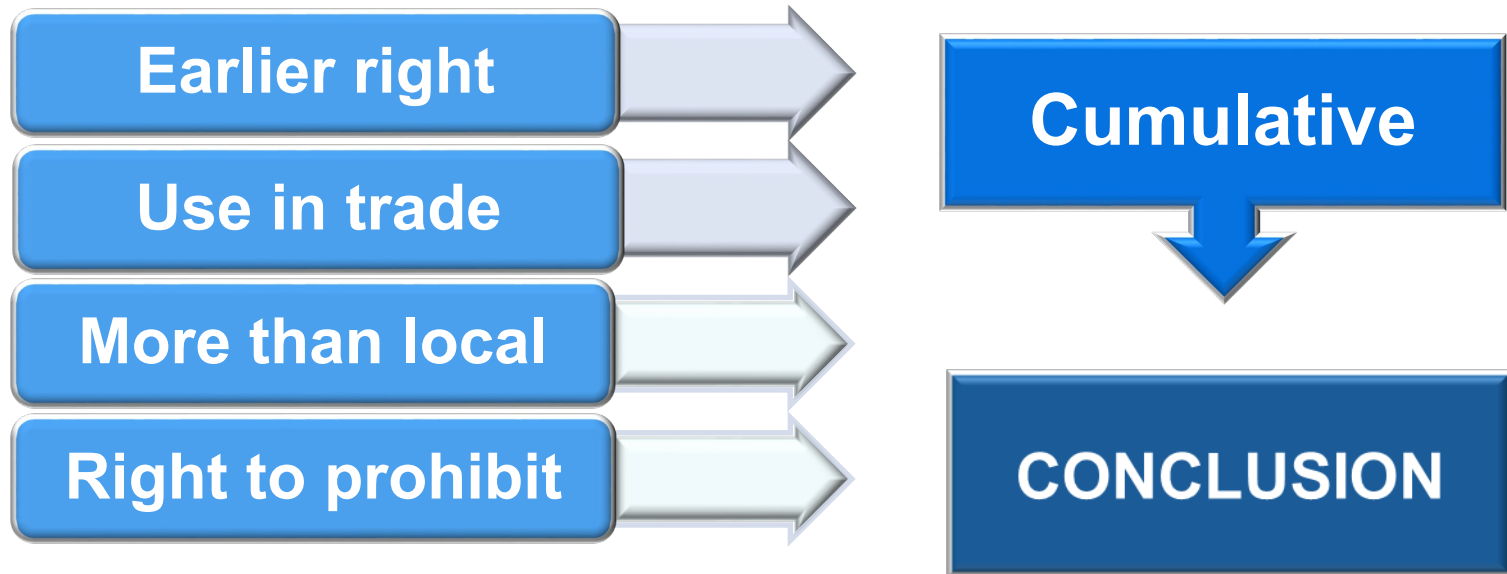 Earlier right
Use in trade
More than local
Right to prohibit
Cumulative
CONCLUSION